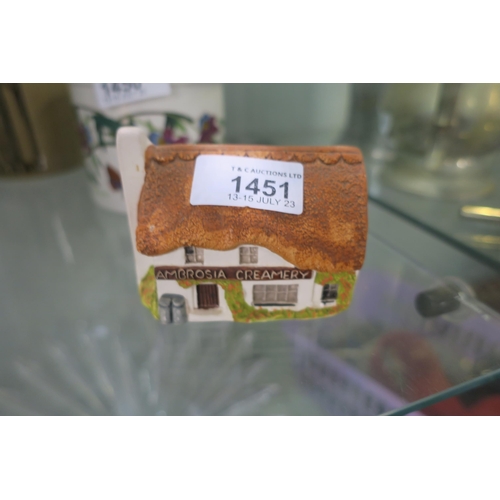 T & C AUCTIONS LTD
1451
13-15 JULY 23
AMBROSIA CREAMERY